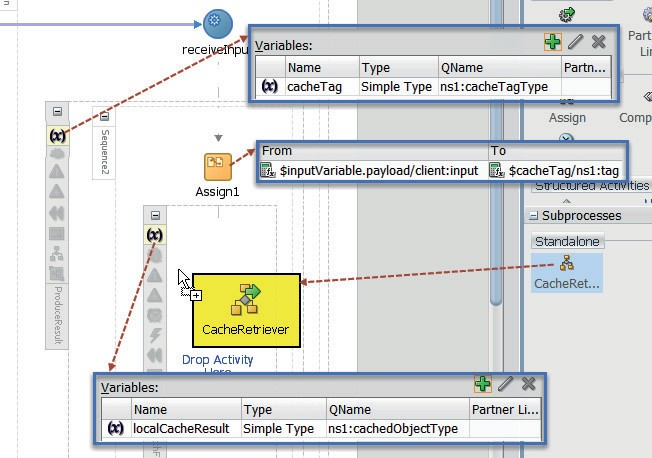 receiveInpu
Variables:
Name Type QName Partn...
(x) cacheTag Simple Type ns1:cacheTagType
Part
Li
Assign
Compe
(x)
Sequence2
Assign1
From To
$inputVariable.payload/client:input $cacheTag/ns1:tag
Structured Activities
Subprocesses
Standalone
CacheRet...
(x)
ProduceResult
CacheRetriever
Drop Activity
Here
Variables:
Name Type QName Partner Li...
(x) localCacheResult Simple Type ns1:cachedObjectType